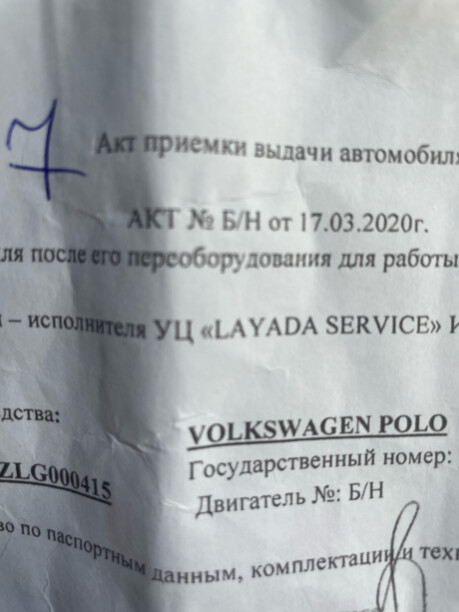 7
Акт приемки выдачи автомобиля
АКТ № Б/Н от 17.03.2020г.
ля после его переоборудования для работы
– исполнителя УЦ «LAYADA SERVICE» И
дства:
VOLKSWAGEN POLO
ZLG000415
Государственный номер:
Двигатель №: Б/Н
во по паспортным данным, комплектации и техн